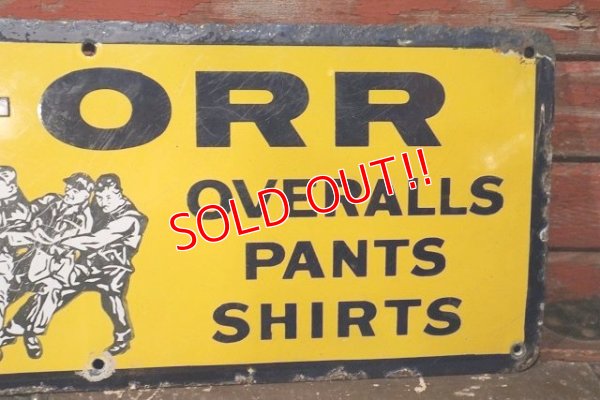 -ORR
SOLD OUT!!
OVERALLS
PANTS
SHIRTS